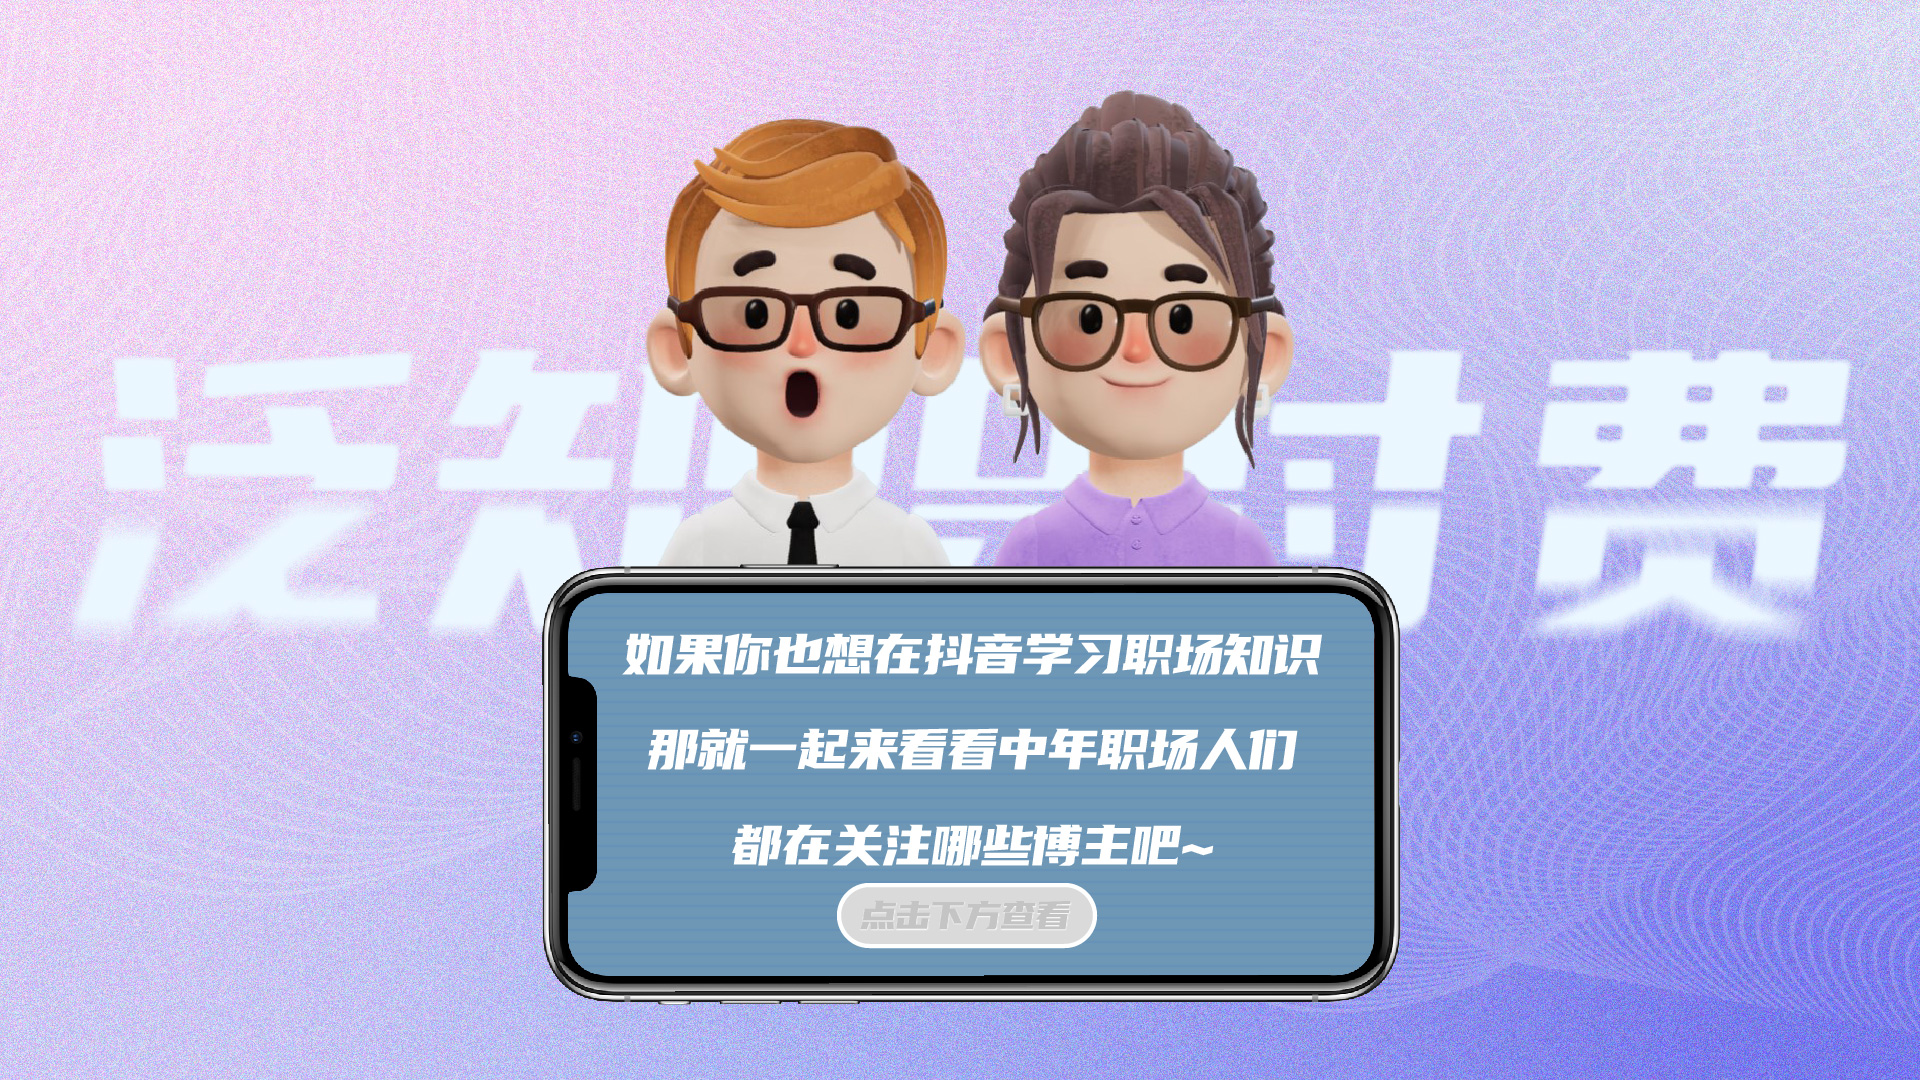 泛知识付费
如果你也想在抖音学习职场知识
那就一起来看看中年职场人们
都在关注哪些博主吧~
点击下方查看